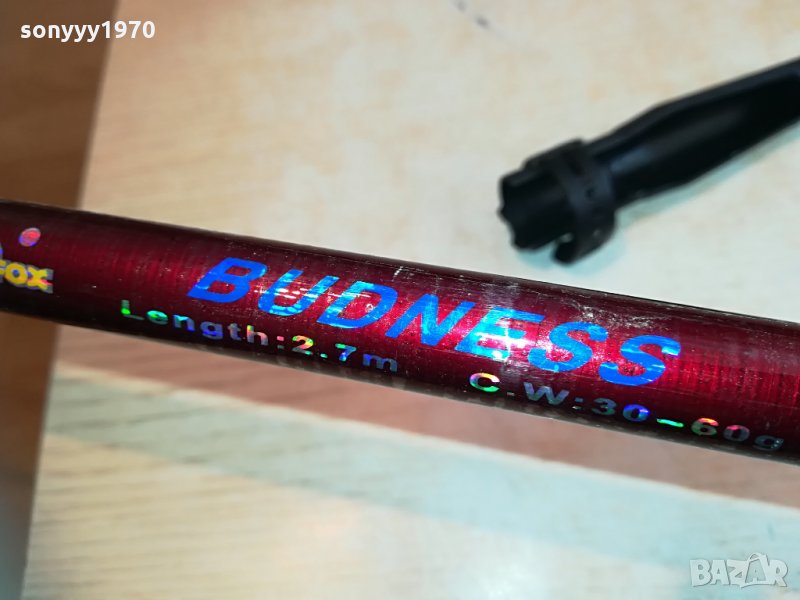 sonyyy1970
FOX
BUDNESS
Length:2.7m C.W:30~60g
BAZAR